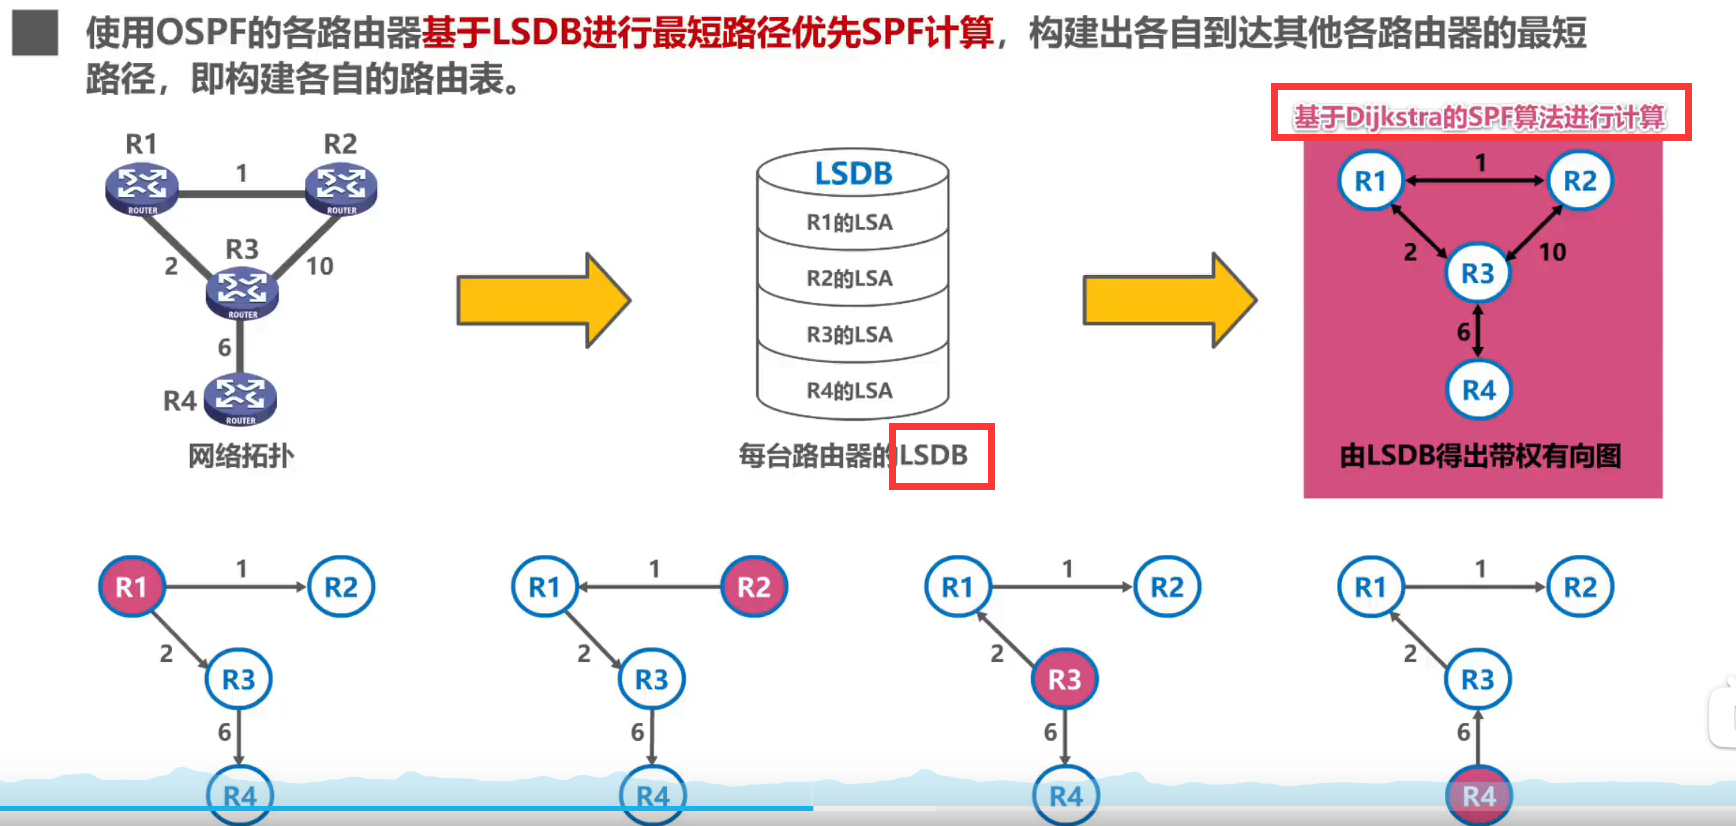 使用OSPF的各路由器基于LSDB进行最短路径优先SPF计算，构建出各自到达其他各路由器的最短
路径，即构建各自的路由表。
基于Dijkstra的SPF算法进行计算
R1
R2
1
R3
2
10
6
R4
ROUTER
ROUTER
ROUTER
ROUTER
网络拓扑
LSDB
R1的LSA
R2的LSA
R3的LSA
R4的LSA
每台路由器的LSDB
R1
1
R2
2
10
R3
6
R4
由LSDB得出带权有向图
R1
1
R2
2
R3
6
R4
R1
1
R2
2
R3
6
R4
R1
1
R2
2
R3
6
R4
R1
1
R2
2
R3
6
R4